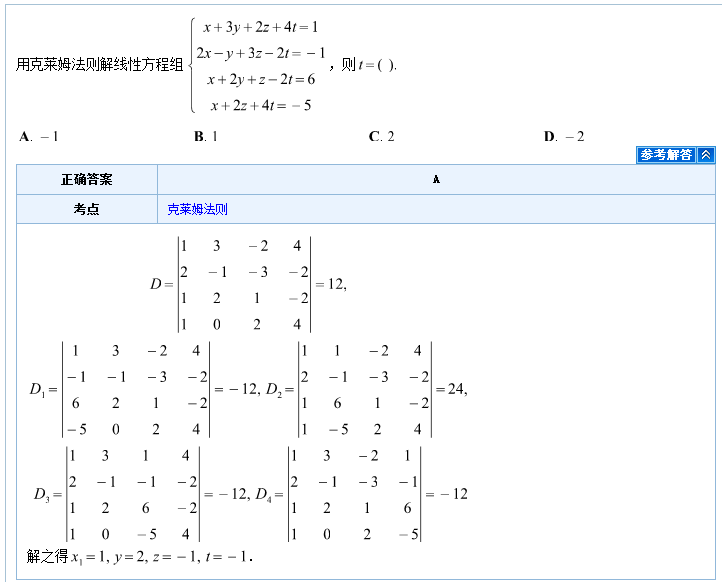 用克莱姆法则解线性方程组 { x+3y+2z+4t=1
2x−y+3z−2t=−1
x+2y+z−2t=6
x+2z+4t=−5 ，则 t=( ).
A. −1 B. 1 C. 2 D. −2
参考解答
正确答案 A
考点 克莱姆法则
D= | 1 3 −2 4
2 −1 −3 −2
1 2 1 −2
1 0 2 4 | =12,
D₁= | 1 3 −2 4
−1 −1 −3 −2
6 2 1 −2
−5 0 2 4 | =−12, D₂= | 1 1 −2 4
2 −1 −3 −2
1 6 1 −2
1 −5 2 4 | =24,
D₃= | 1 3 1 4
2 −1 −1 −2
1 2 6 −2
1 0 −5 4 | =−12, D₄= | 1 3 −2 1
2 −1 −3 −1
1 2 1 6
1 0 2 −5 | =−12
解之得 x₁=1, y=2, z=−1, t=−1．